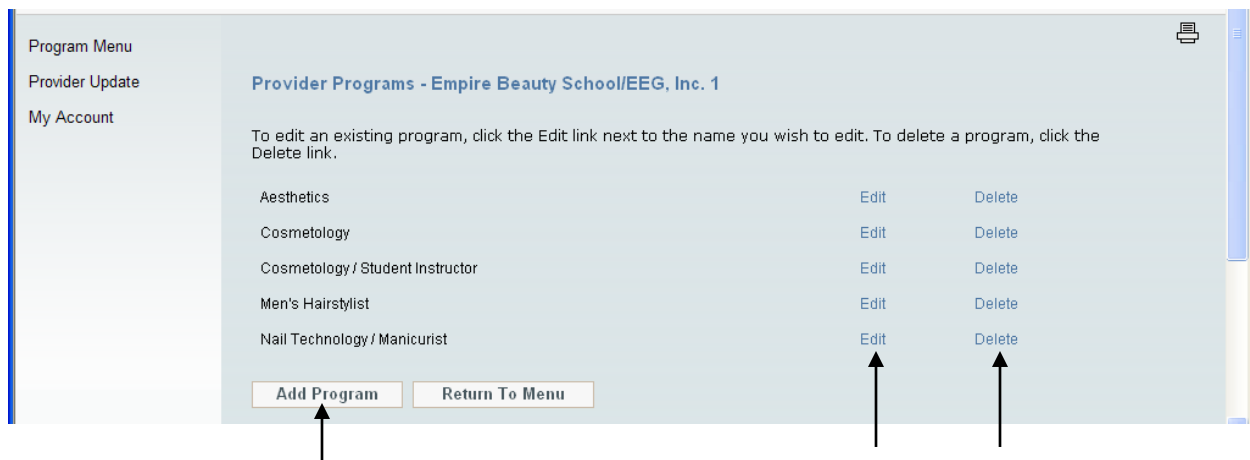 Program Menu
Provider Update
My Account
Provider Programs - Empire Beauty School/EEG, Inc. 1
To edit an existing program, click the Edit link next to the name you wish to edit. To delete a program, click the
Delete link.
Aesthetics Edit Delete
Cosmetology Edit Delete
Cosmetology / Student Instructor Edit Delete
Men's Hairstylist Edit Delete
Nail Technology / Manicurist Edit Delete
Add Program Return To Menu